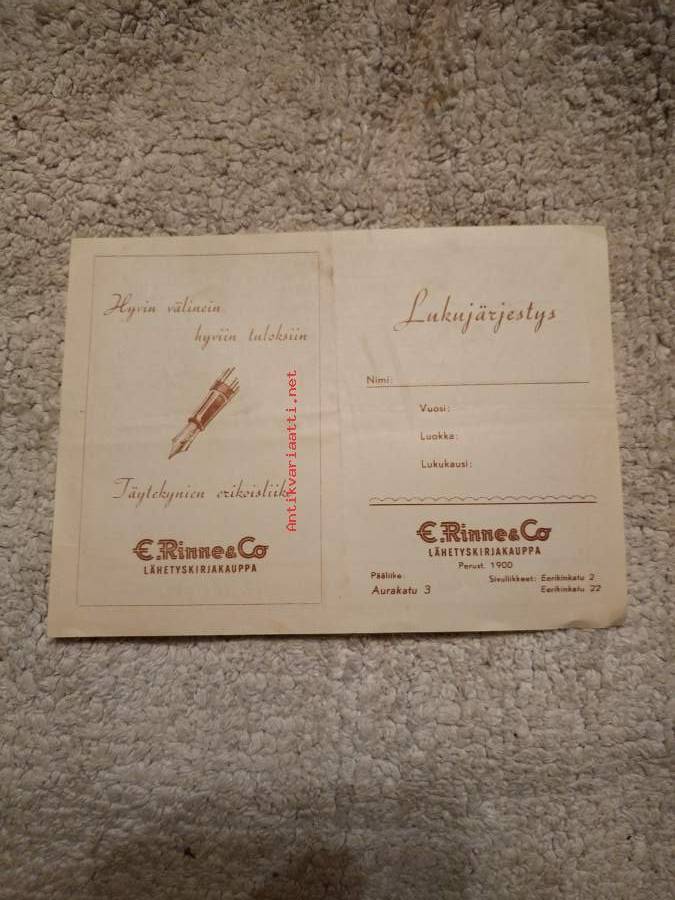 Hyvin välinein
hyviin tuloksiin
Täytekynien erikoisliike
E.Rinne&Co
LÄHETYSKIRJAKAUPPA
Antikvariaatti.net
Lukujärjestys
Nimi:
Vuosi:
Luokka:
Lukukausi:
E.Rinne&Co
LÄHETYSKIRJAKAUPPA
Perust. 1900
Pääliike
Aurakatu 3
Sivuliikkeet: Eerikinkatu 2
Eerikinkatu 22